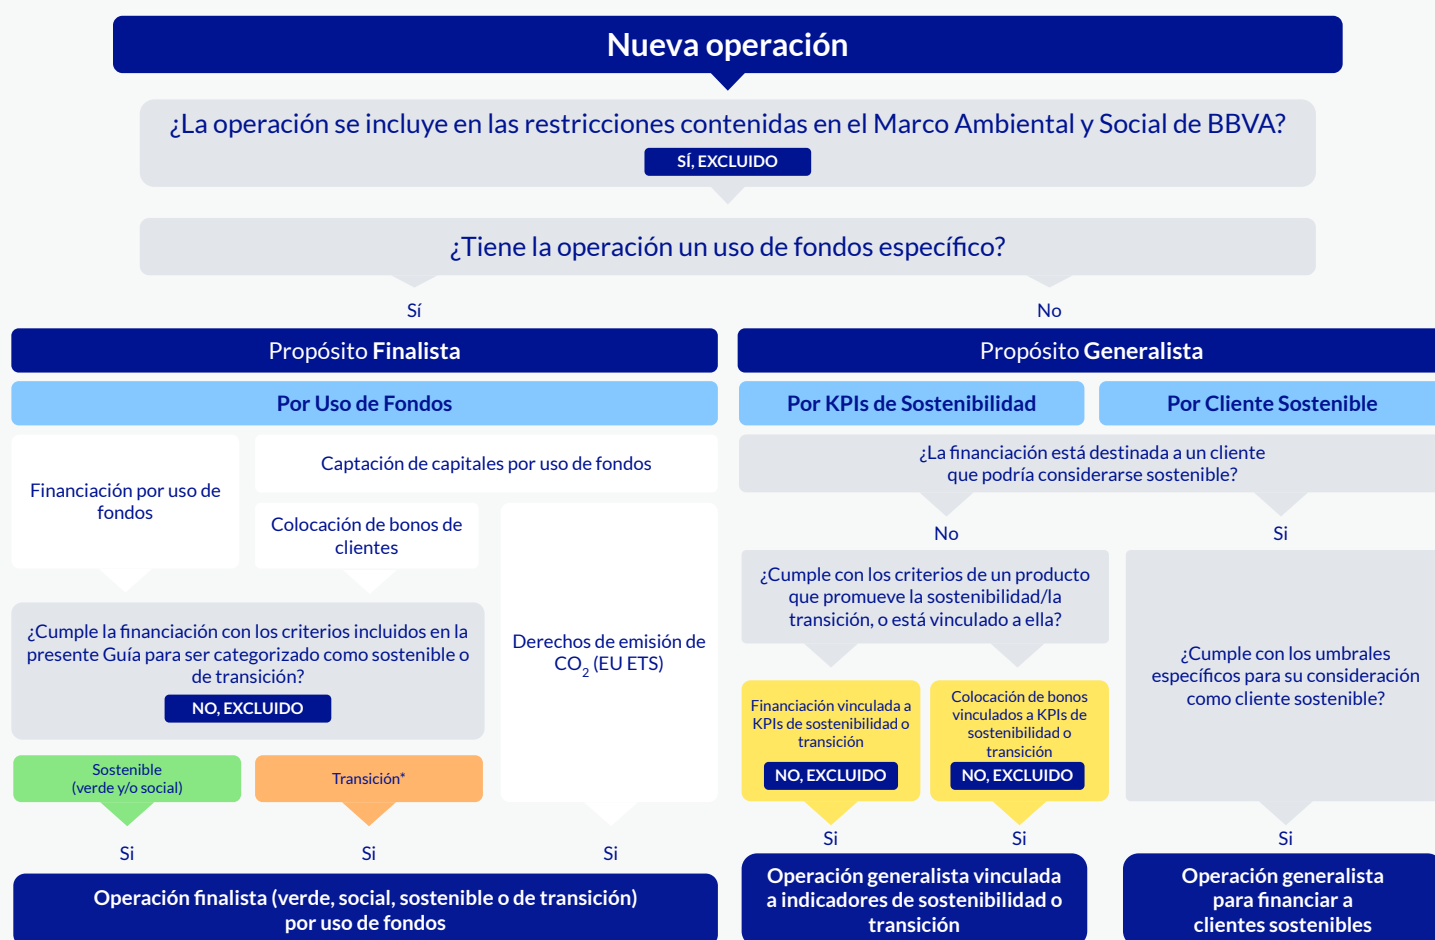 Nueva operación
¿La operación se incluye en las restricciones contenidas en el Marco Ambiental y Social de BBVA?
SÍ, EXCLUIDO
¿Tiene la operación un uso de fondos específico?
Sí
No
Propósito Finalista
Propósito Generalista
Por Uso de Fondos
Por KPIs de Sostenibilidad
Por Cliente Sostenible
Financiación por uso de
fondos
Captación de capitales por uso de fondos
Colocación de bonos de
clientes
¿Cumple la financiación con los criterios incluidos en la
presente Guía para ser categorizado como sostenible o
de transición?
NO, EXCLUIDO
Derechos de emisión de
CO2 (EU ETS)
Sostenible
(verde y/o social)
Transición*
Si
Si
Si
Operación finalista (verde, social, sostenible o de transición)
por uso de fondos
¿La financiación está destinada a un cliente
que podría considerarse sostenible?
No
Si
¿Cumple con los criterios de un producto
que promueve la sostenibilidad/la
transición, o está vinculado a ella?
Financiación vinculada a
KPIs de sostenibilidad o
transición
NO, EXCLUIDO
Colocación de bonos
vinculados a KPIs de
sostenibilidad o
transición
NO, EXCLUIDO
¿Cumple con los umbrales
específicos para su consideración
como cliente sostenible?
Si
Si
Si
Operación generalista vinculada
a indicadores de sostenibilidad o
transición
Operación generalista
para financiar a
clientes sostenibles